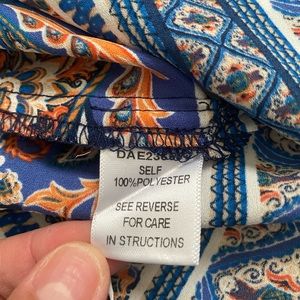 SELF
100%POLYESTER
SEE REVERSE
FOR CARE
IN STRUCTIONS